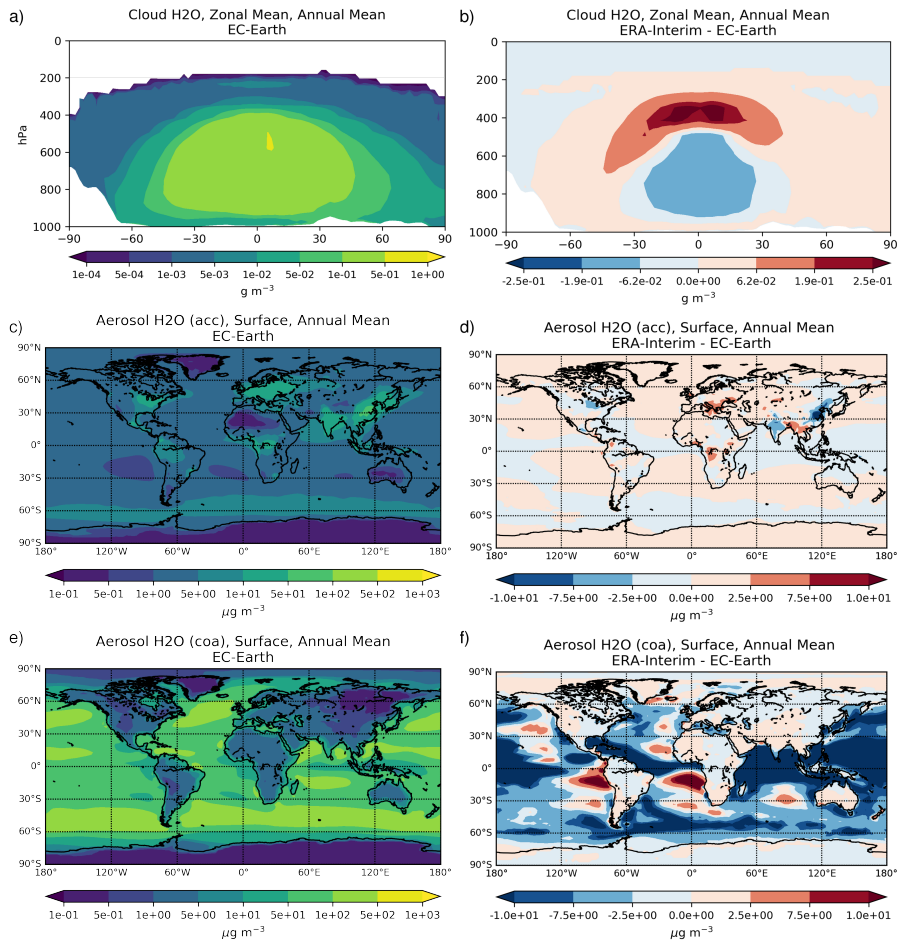 a)
Cloud H2O, Zonal Mean, Annual Mean
EC-Earth
0
200
400
600
800
1000
hPa
−90 −60 −30 0 30 60 90
1e-04 5e-04 1e-03 5e-03 1e-02 5e-02 1e-01 5e-01 1e+00
g m⁻³
b)
Cloud H2O, Zonal Mean, Annual Mean
ERA-Interim - EC-Earth
0
200
400
600
800
1000
−90 −60 −30 0 30 60 90
-2.5e-01 -1.9e-01 -6.2e-02 0.0e+00 6.2e-02 1.9e-01 2.5e-01
g m⁻³
c)
Aerosol H2O (acc), Surface, Annual Mean
EC-Earth
90°N
60°N
30°N
0°
30°S
60°S
90°S
180° 120°W 60°W 0° 60°E 120°E 180°
1e-01 5e-01 1e+00 5e+00 1e+01 5e+01 1e+02 5e+02 1e+03
μg m⁻³
d)
Aerosol H2O (acc), Surface, Annual Mean
ERA-Interim - EC-Earth
90°N
60°N
30°N
0°
30°S
60°S
90°S
180° 120°W 60°W 0° 60°E 120°E 180°
-1.0e+01 -7.5e+00 -2.5e+00 0.0e+00 2.5e+00 7.5e+00 1.0e+01
μg m⁻³
e)
Aerosol H2O (coa), Surface, Annual Mean
EC-Earth
90°N
60°N
30°N
0°
30°S
60°S
90°S
180° 120°W 60°W 0° 60°E 120°E 180°
1e-01 5e-01 1e+00 5e+00 1e+01 5e+01 1e+02 5e+02 1e+03
μg m⁻³
f)
Aerosol H2O (coa), Surface, Annual Mean
ERA-Interim - EC-Earth
90°N
60°N
30°N
0°
30°S
60°S
90°S
180° 120°W 60°W 0° 60°E 120°E 180°
-1.0e+01 -7.5e+00 -2.5e+00 0.0e+00 2.5e+00 7.5e+00 1.0e+01
μg m⁻³